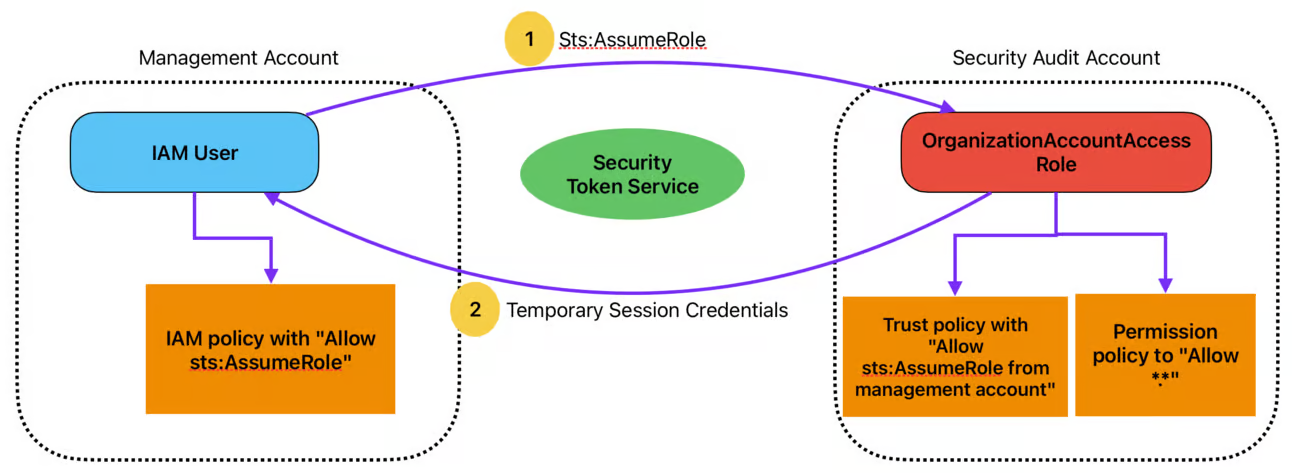 1
Sts:AssumeRole
Management Account
Security Audit Account
IAM User
OrganizationAccountAccess
Role
Security
Token Service
2
Temporary Session Credentials
IAM policy with "Allow
sts:AssumeRole"
Trust policy with
"Allow
sts:AssumeRole from
management account"
Permission
policy to "Allow
*:*"